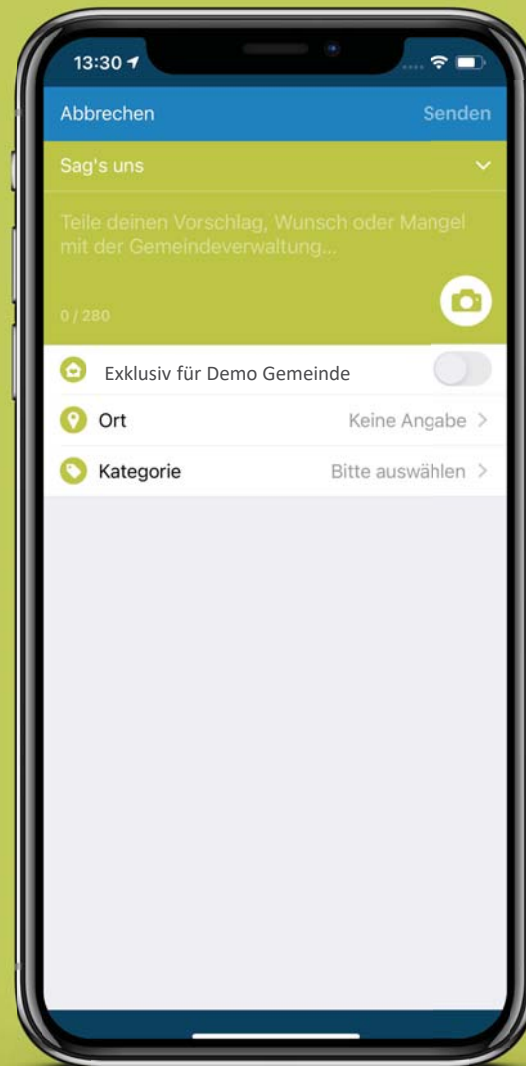 13:30
Abbrechen Senden
Sag's uns
Teile deinen Vorschlag, Wunsch oder Mangel
mit der Gemeindeverwaltung...
0 / 280
Exklusiv für Demo Gemeinde
Ort Keine Angabe >
Kategorie Bitte auswählen >